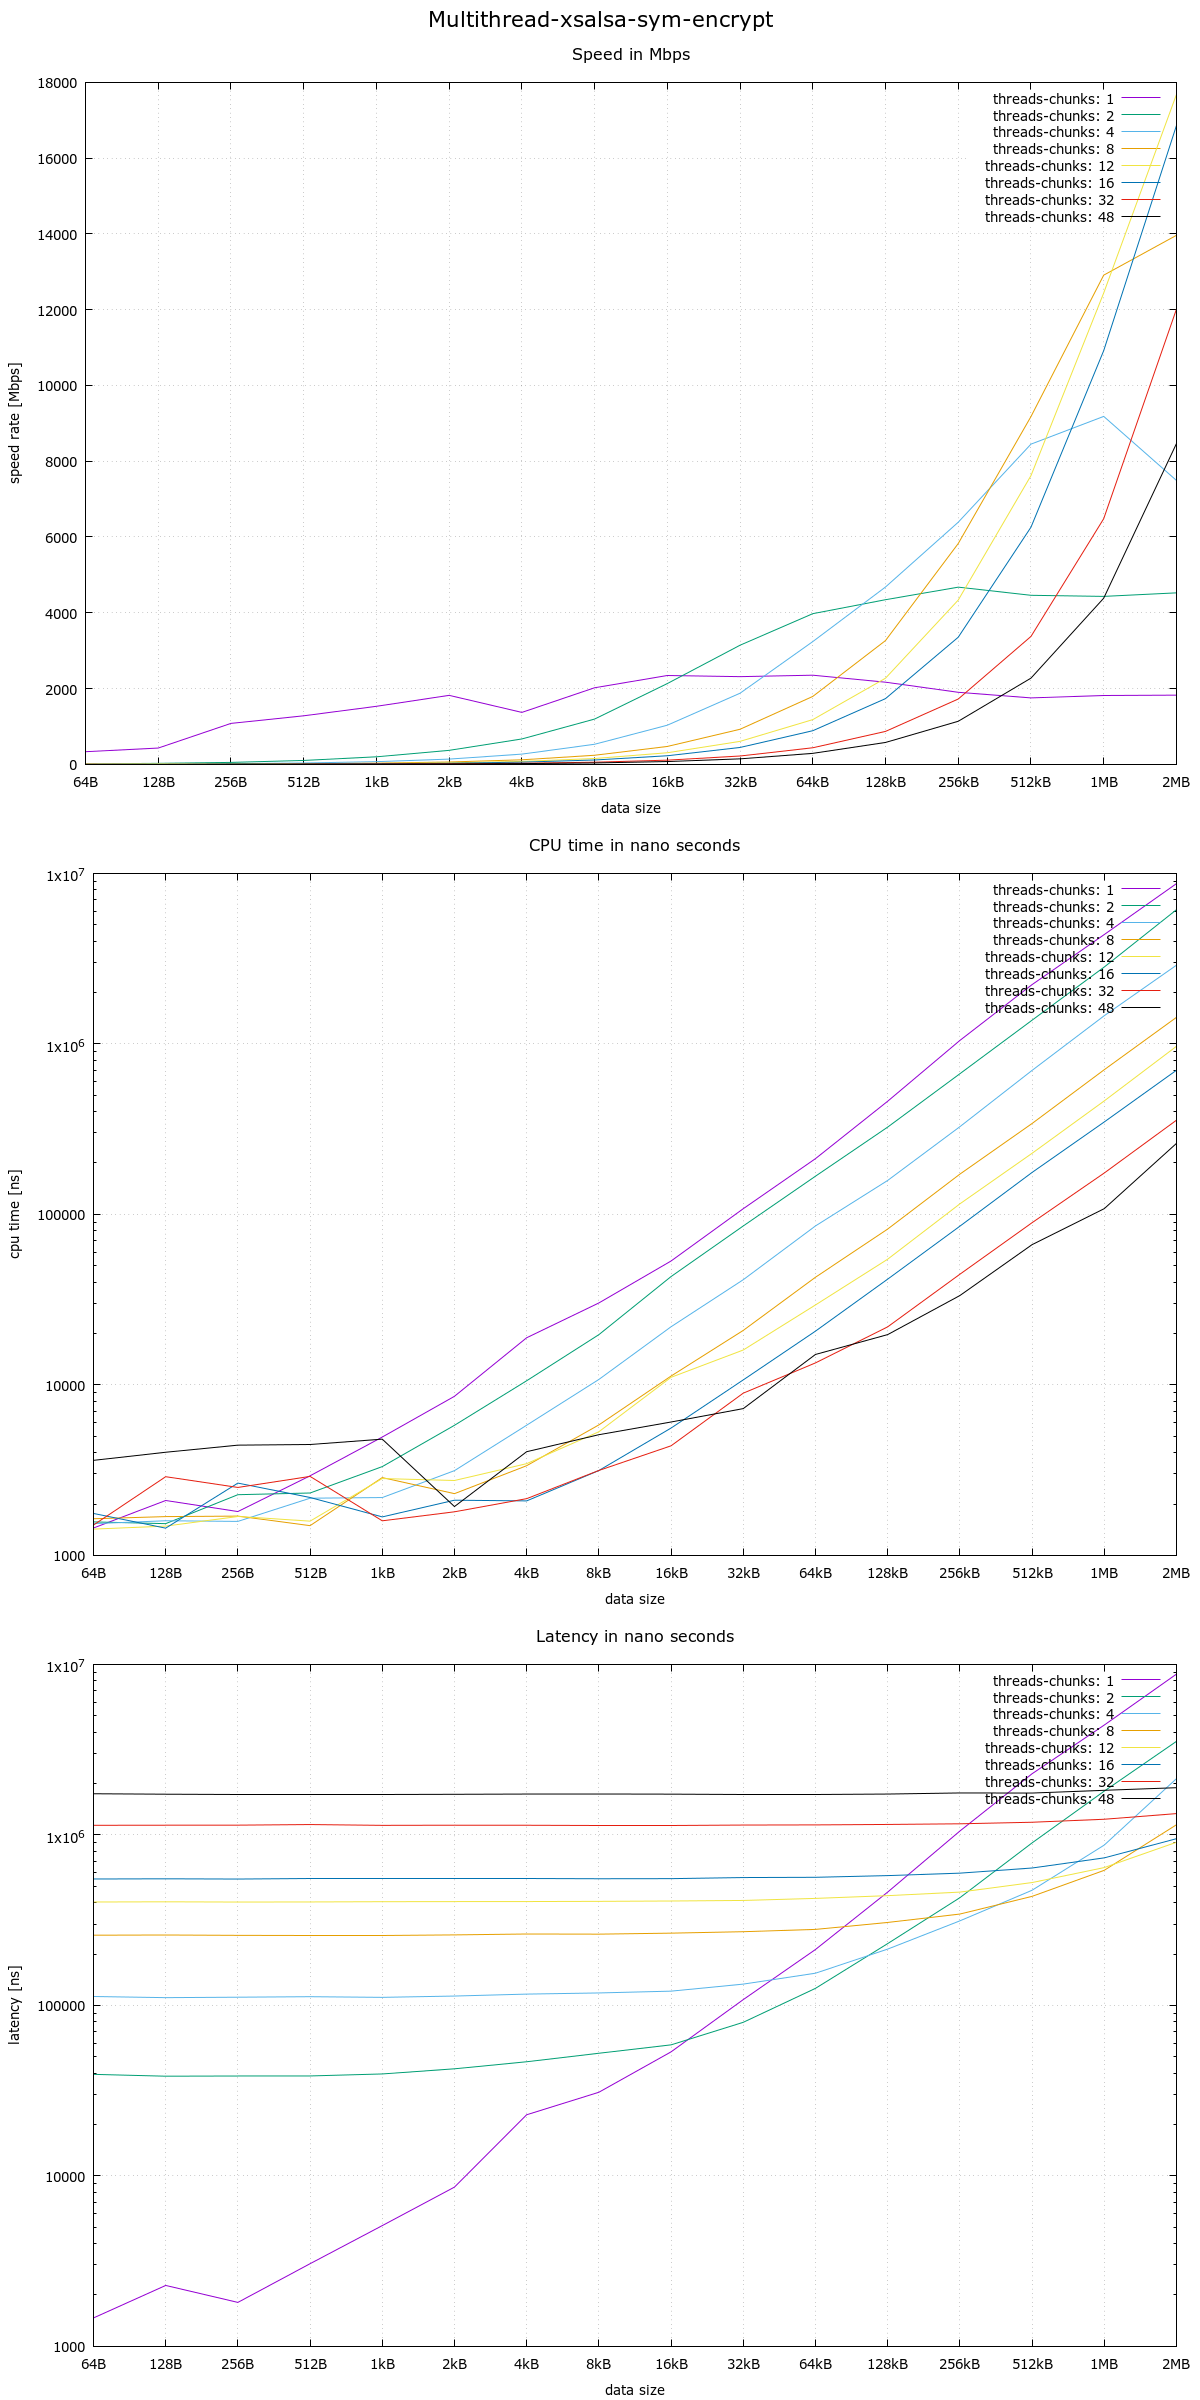 Multithread-xsalsa-sym-encrypt
Speed in Mbps
18000
16000
14000
12000
10000
8000
6000
4000
2000
0
speed rate [Mbps]
threads-chunks: 1
threads-chunks: 2
threads-chunks: 4
threads-chunks: 8
threads-chunks: 12
threads-chunks: 16
threads-chunks: 32
threads-chunks: 48
64B 128B 256B 512B 1kB 2kB 4kB 8kB 16kB 32kB 64kB 128kB 256kB 512kB 1MB 2MB
data size
CPU time in nano seconds
1x10⁷
1x10⁶
100000
10000
1000
cpu time [ns]
threads-chunks: 1
threads-chunks: 2
threads-chunks: 4
threads-chunks: 8
threads-chunks: 12
threads-chunks: 16
threads-chunks: 32
threads-chunks: 48
64B 128B 256B 512B 1kB 2kB 4kB 8kB 16kB 32kB 64kB 128kB 256kB 512kB 1MB 2MB
data size
Latency in nano seconds
1x10⁷
1x10⁶
100000
10000
1000
latency [ns]
threads-chunks: 1
threads-chunks: 2
threads-chunks: 4
threads-chunks: 8
threads-chunks: 12
threads-chunks: 16
threads-chunks: 32
threads-chunks: 48
64B 128B 256B 512B 1kB 2kB 4kB 8kB 16kB 32kB 64kB 128kB 256kB 512kB 1MB 2MB
data size